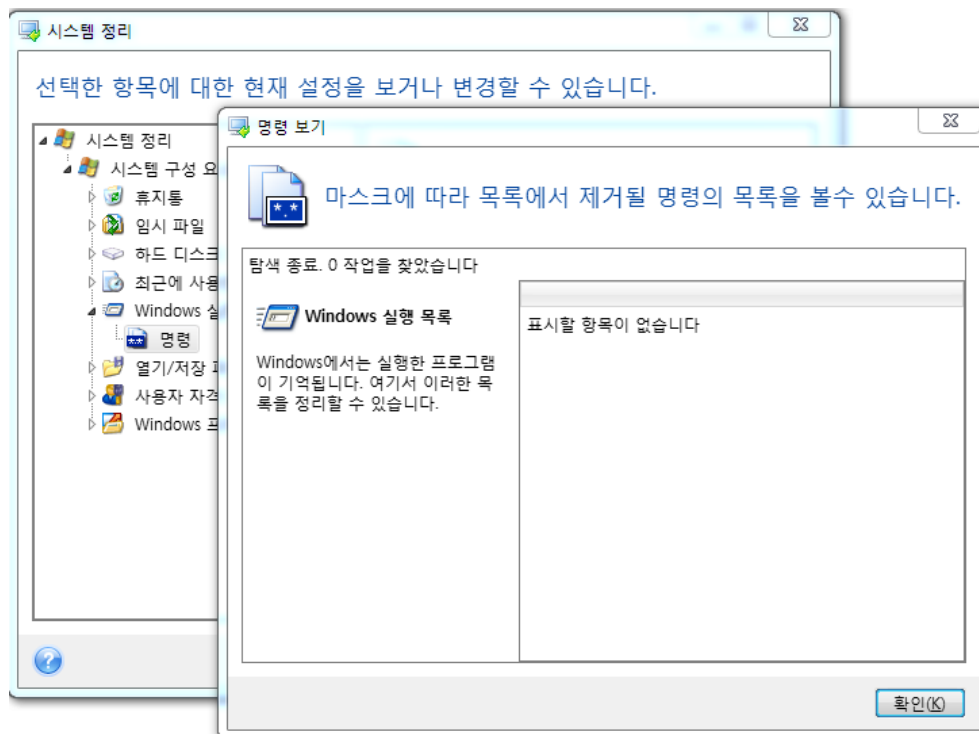 시스템 정리
선택한 항목에 대한 현재 설정을 보거나 변경할 수 있습니다.
시스템 정리
시스템 구성 요
휴지통
임시 파일
하드 디스크
최근에 사용
Windows 실
명령
열기/저장
사용자 자격
Windows 프
명령 보기
마스크에 따라 목록에서 제거될 명령의 목록을 볼수 있습니다.
탐색 종료. 0 작업을 찾았습니다
Windows 실행 목록
Windows에서는 실행한 프로그램
이 기억됩니다. 여기서 이러한 목
록을 정리할 수 있습니다.
표시할 항목이 없습니다
확인(K)